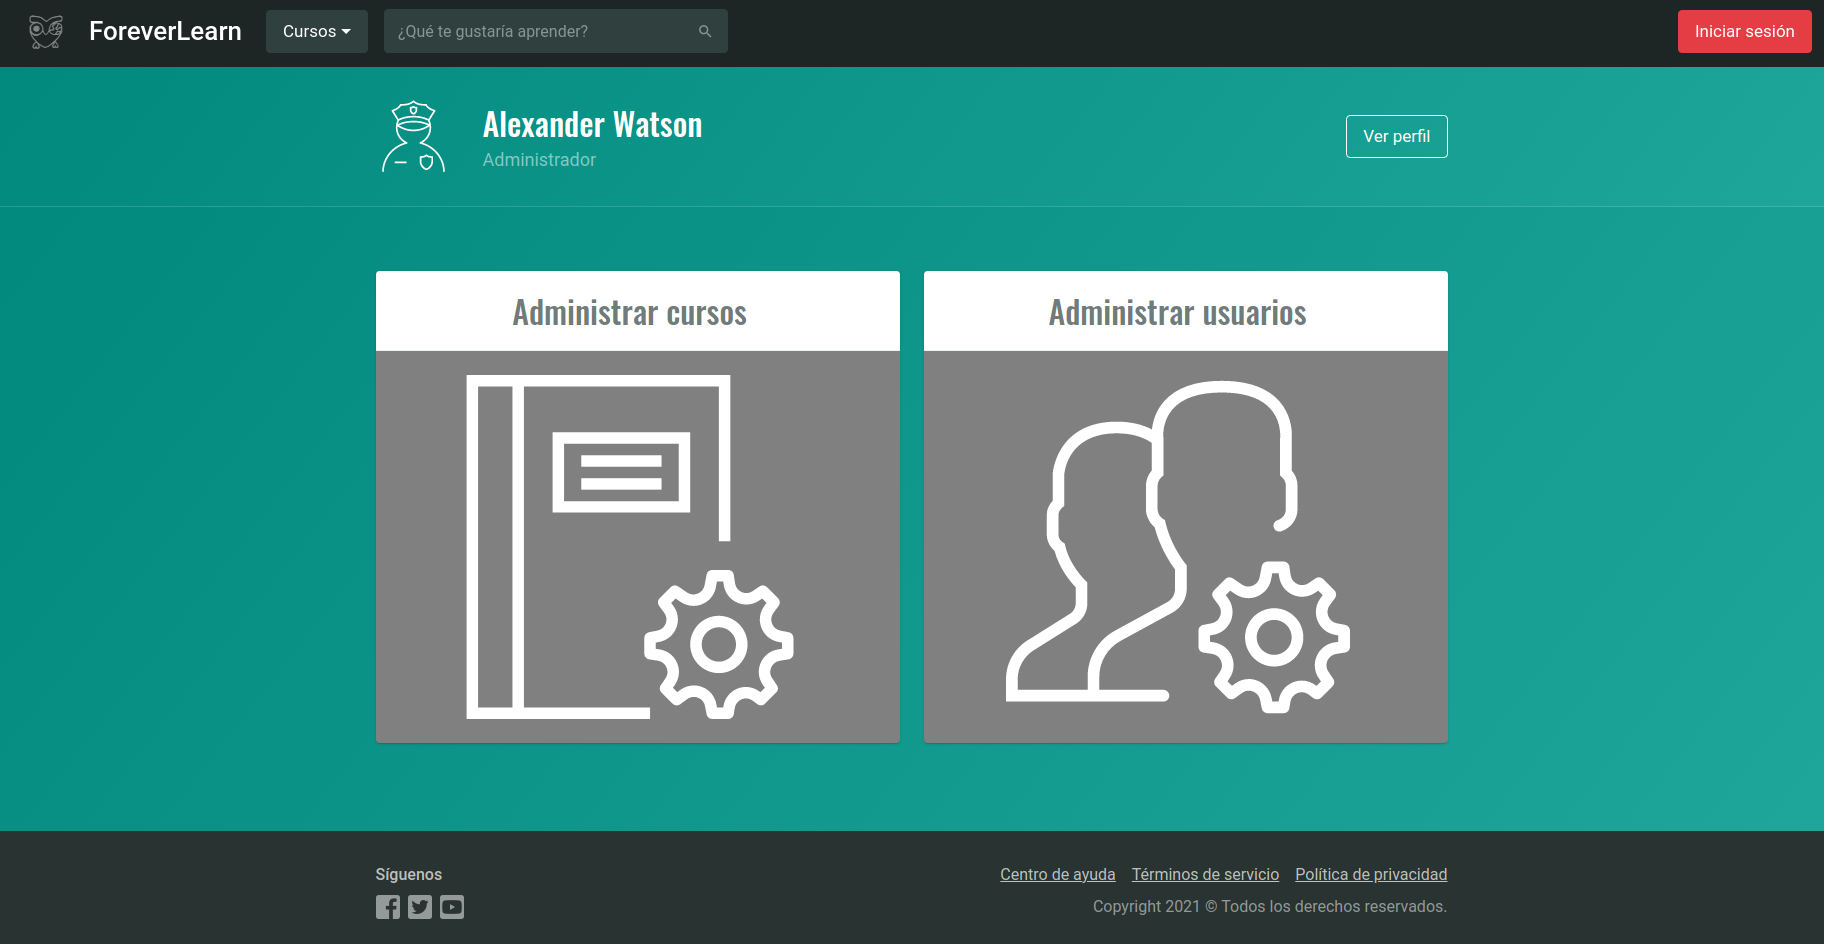 ForeverLearn
Cursos
¿Qué te gustaría aprender?
Iniciar sesión
Alexander Watson
Administrador
Ver perfil
Administrar cursos
Administrar usuarios
Síguenos
Centro de ayuda Términos de servicio Política de privacidad
Copyright 2021 © Todos los derechos reservados.